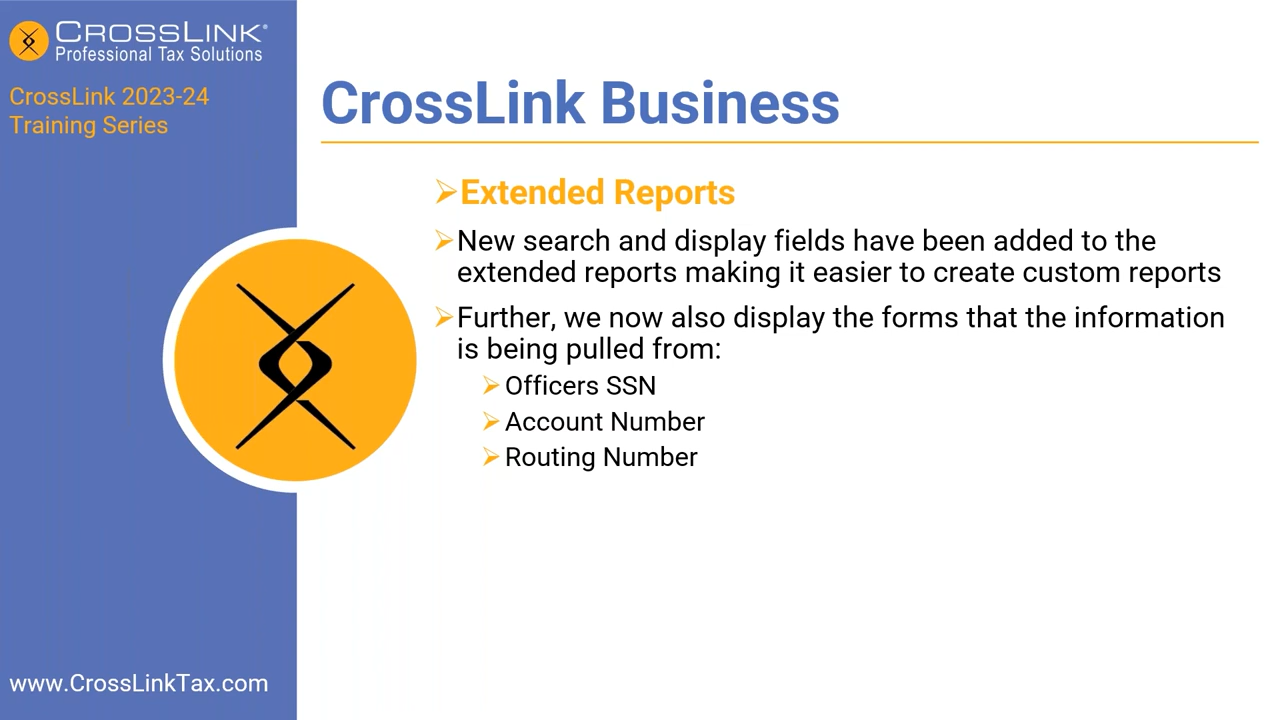 CROSSLINK®
Professional Tax Solutions
CrossLink 2023-24
Training Series
CrossLink Business
Extended Reports
New search and display fields have been added to the
extended reports making it easier to create custom reports
Further, we now also display the forms that the information
is being pulled from:
Officers SSN
Account Number
Routing Number
www.CrossLinkTax.com